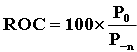 ROC = 100× P₀ / P₋ₙ